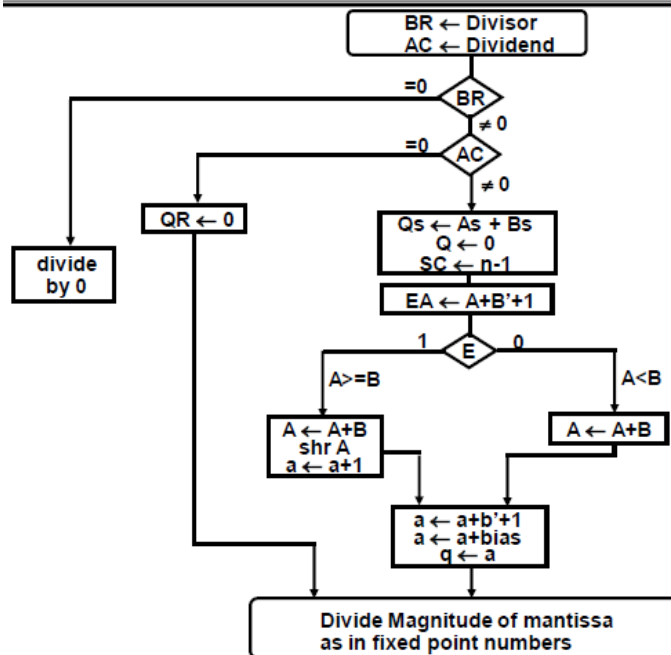 BR ← Divisor
AC ← Dividend
=0
BR
≠ 0
=0
AC
≠ 0
QR ← 0
Qs ← As + Bs
Q ← 0
SC ← n-1
divide
by 0
EA ← A+B'+1
1
E
0
A>=B
A<B
A ← A+B
shr A
a ← a+1
A ← A+B
a ← a+b'+1
a ← a+bias
q ← a
Divide Magnitude of mantissa
as in fixed point numbers